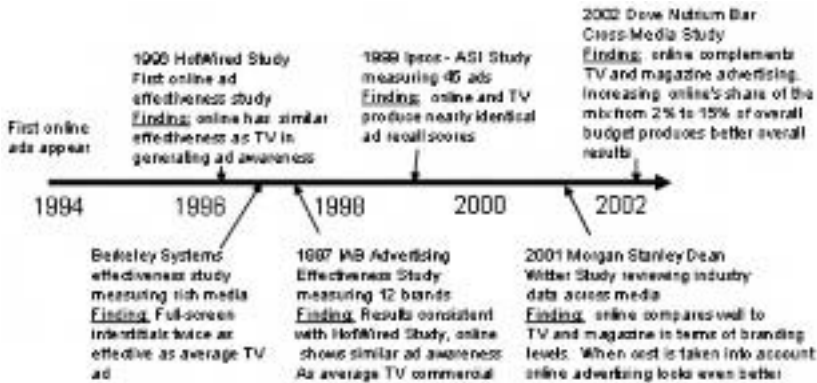 First online
ads appear
1996 HotWired Study
First online ad
effectiveness study
Finding: online has similar
effectiveness as TV in
generating ad awareness
1999 Ipsos - ASI Study
measuring 45 ads
Finding: online and TV
produce nearly identical
ad recall scores
2002 Dove Nutrium Bar
Cross-Media Study
Finding: online complements
TV and magazine advertising.
Increasing online's share of the
mix from 2% to 15% of overall
budget produces better overall
results
1994
1996
1998
2000
2002
Berkeley Systems
effectiveness study
measuring rich media
Finding: Full-screen
interstitials twice as
effective as average TV
ad
1997 IAB Advertising
Effectiveness Study
measuring 12 brands
Finding: Results consistent
with HotWired Study, online
shows similar ad awareness
As average TV commercial
2001 Morgan Stanley Dean
Witter Study reviewing industry
data across media
Finding: online compares well to
TV and magazine in terms of branding
levels. When cost is taken into account
online advertising looks even better